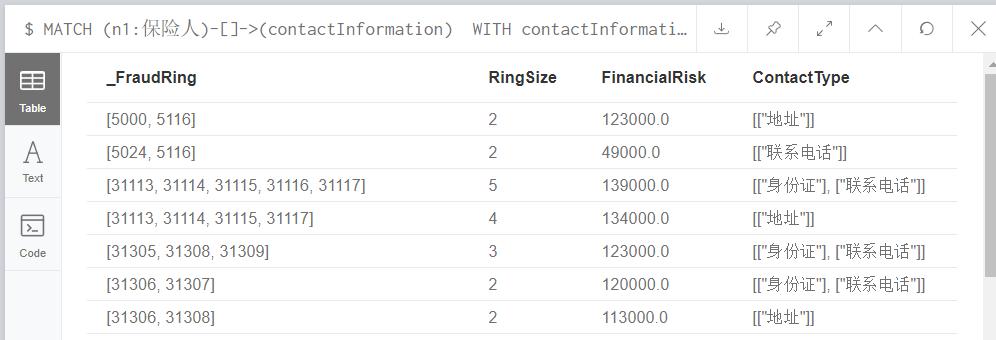 $ MATCH (n1:保险人)-[]->(contactInformation)  WITH contactInformati…
Table
Text
Code
_FraudRing RingSize FinancialRisk ContactType
[5000, 5116] 2 123000.0 [["地址"]]
[5024, 5116] 2 49000.0 [["联系电话"]]
[31113, 31114, 31115, 31116, 31117] 5 139000.0 [["身份证"], ["联系电话"]]
[31113, 31114, 31115, 31117] 4 134000.0 [["地址"]]
[31305, 31308, 31309] 3 123000.0 [["身份证"], ["联系电话"]]
[31306, 31307] 2 120000.0 [["身份证"], ["联系电话"]]
[31306, 31308] 2 113000.0 [["地址"]]